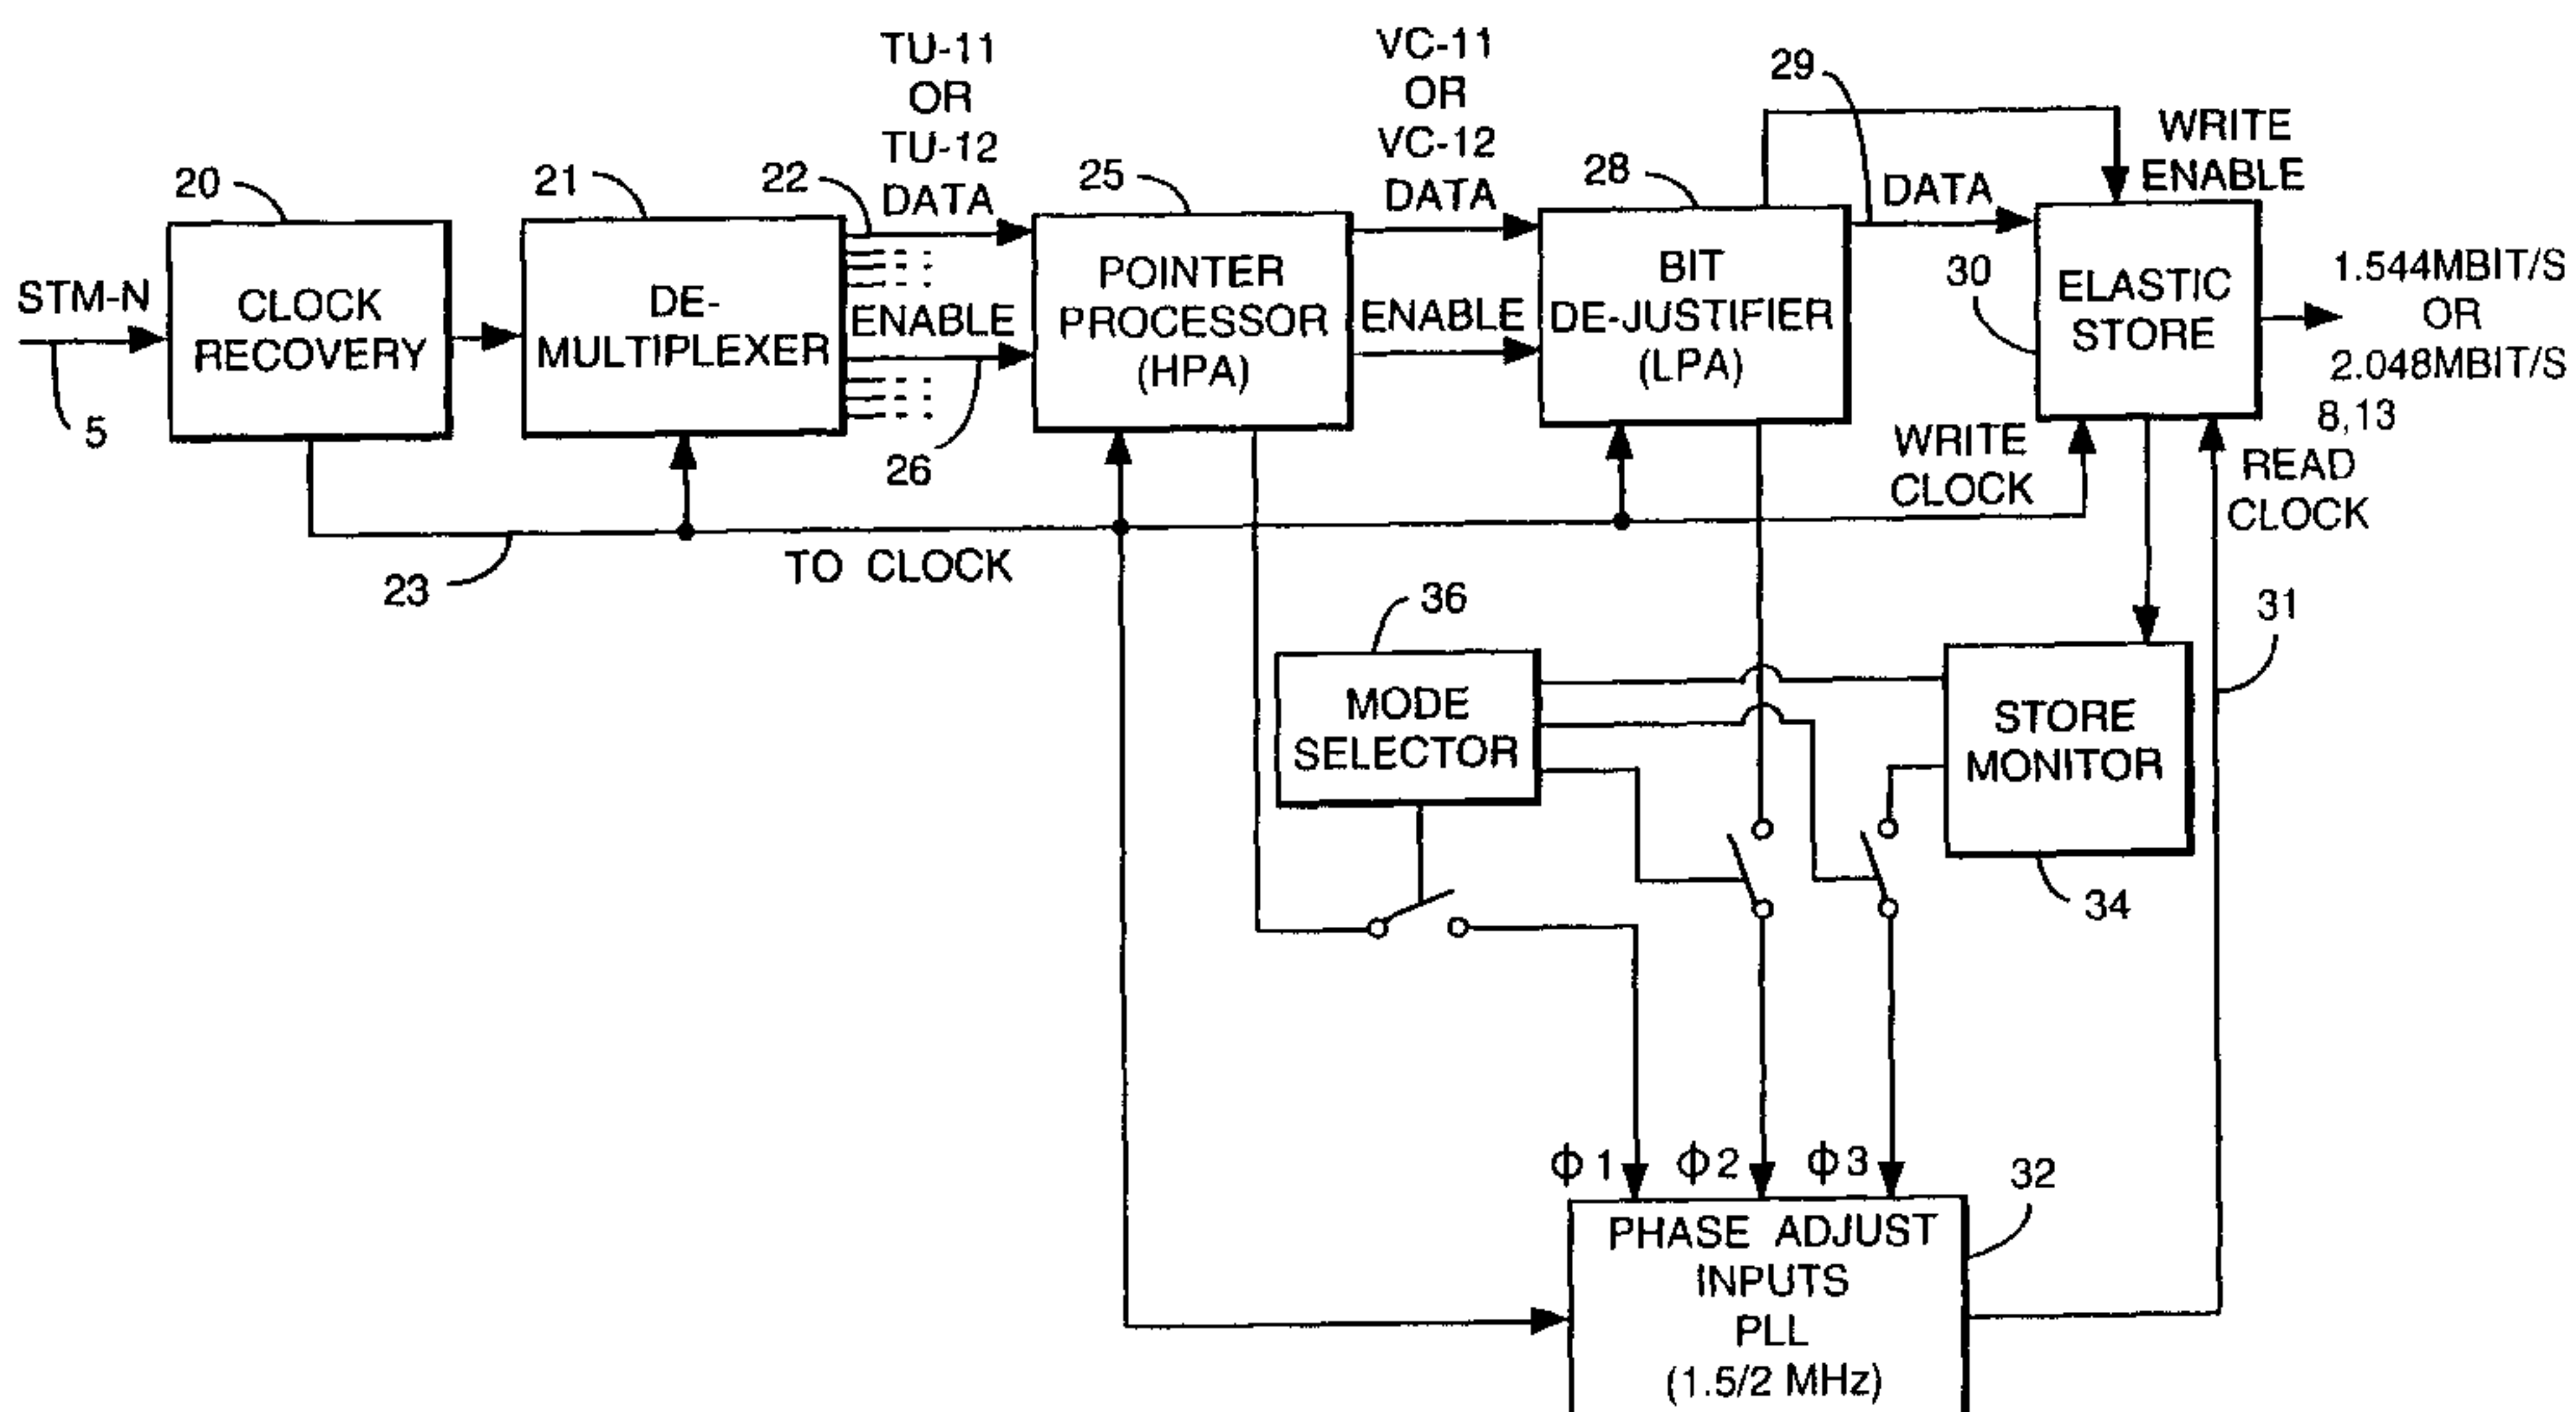 TU-11
OR
TU-12
DATA
VC-11
OR
VC-12
DATA
29
WRITE
ENABLE
20
21
22
25
28
DATA
STM-N
5
CLOCK
RECOVERY
DE-
MULTIPLEXER
ENABLE
26
POINTER
PROCESSOR
(HPA)
ENABLE
BIT
DE-JUSTIFIER
(LPA)
30
ELASTIC
STORE
1.544MBIT/S
OR
2.048MBIT/S
8,13
WRITE
CLOCK
READ
CLOCK
23
TO CLOCK
36
31
MODE
SELECTOR
STORE
MONITOR
34
ϕ1
ϕ2
ϕ3
32
PHASE ADJUST
INPUTS
PLL
(1.5/2 MHz)